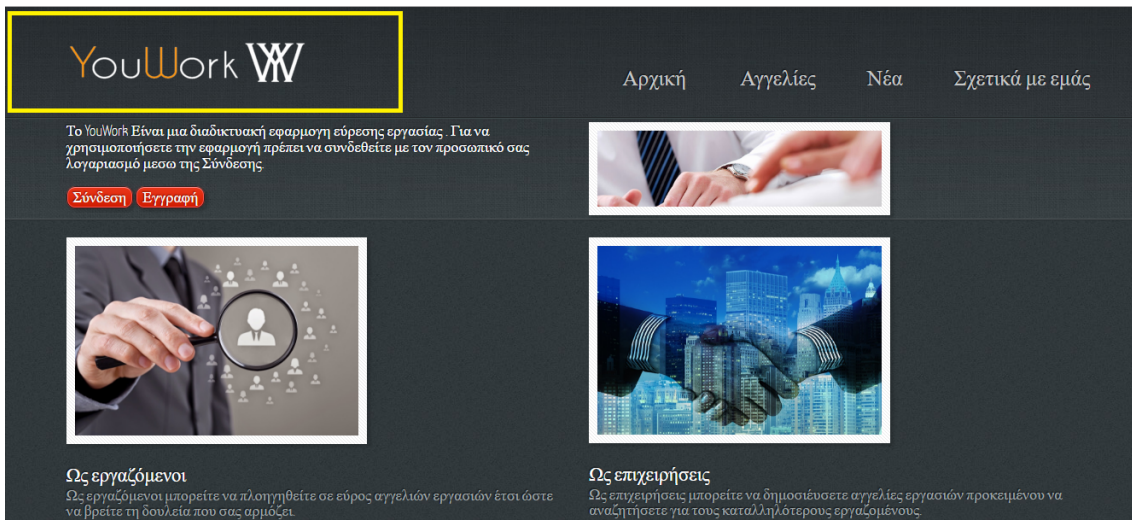 YouWork
Αρχική Αγγελίες Νέα Σχετικά με εμάς
Το YouWork Είναι μια διαδικτυακή εφαρμογη εύρεσης εργασίας . Για να
χρησιμοποιήσετε την εφαρμογή πρέπει να συνδεθείτε με τον προσωπικό σας
λογαριασμό μεσω της Σύνδεσης.
Σύνδεση Εγγραφή
Ως εργαζόμενοι
Ως εργαζόμενοι μπορείτε να πλοηγηθείτε σε εύρος αγγελιών εργασιών έτσι ώστε
να βρείτε τη δουλεία που σας αρμόζει.
Ως επιχειρήσεις
Ως επιχειρήσεις μπορείτε να δημοσιέυσετε αγγελίες εργασιών προκειμένου να
αναζητήσετε για τους καταλληλότερους εργαζομένους.